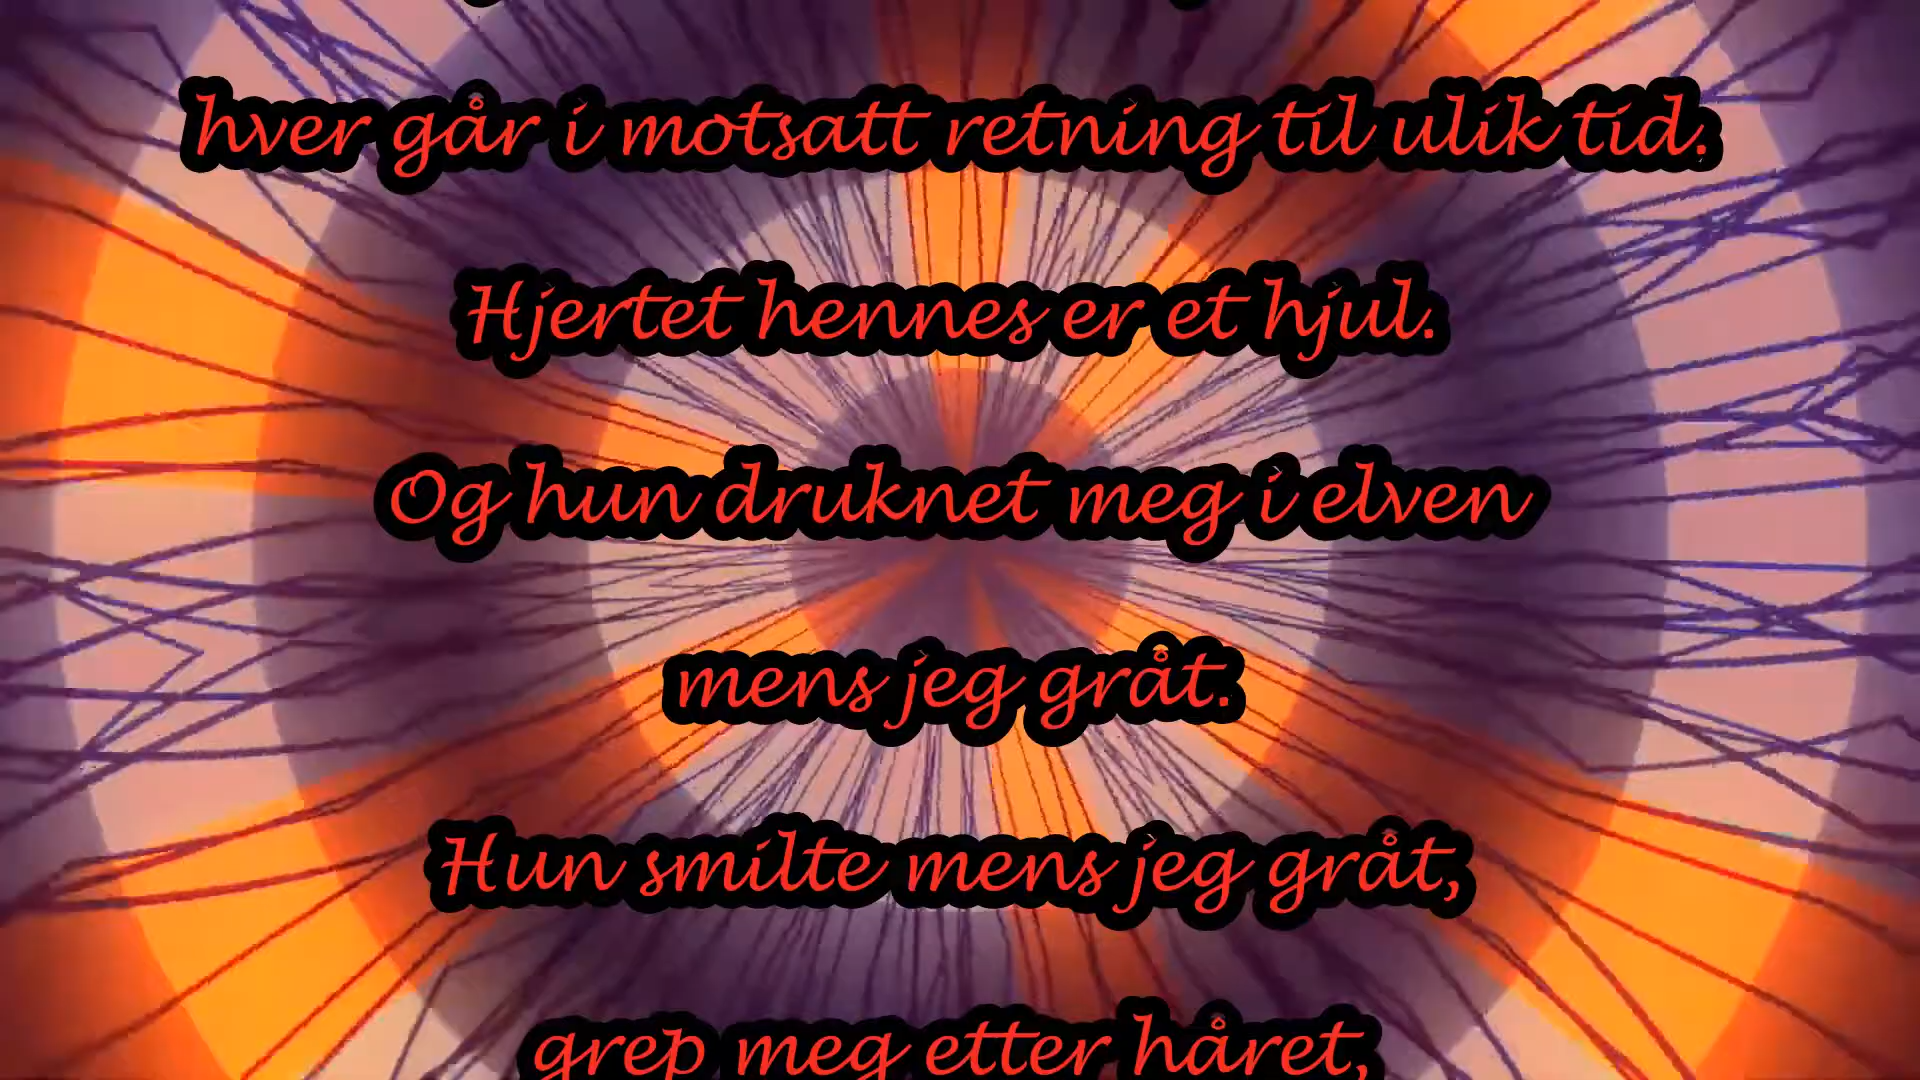 hver går i motsatt retning til ulik tid.
Hjertet hennes er et hjul.
Og hun druknet meg i elven
mens jeg gråt.
Hun smilte mens jeg gråt,
grep meg etter håret,